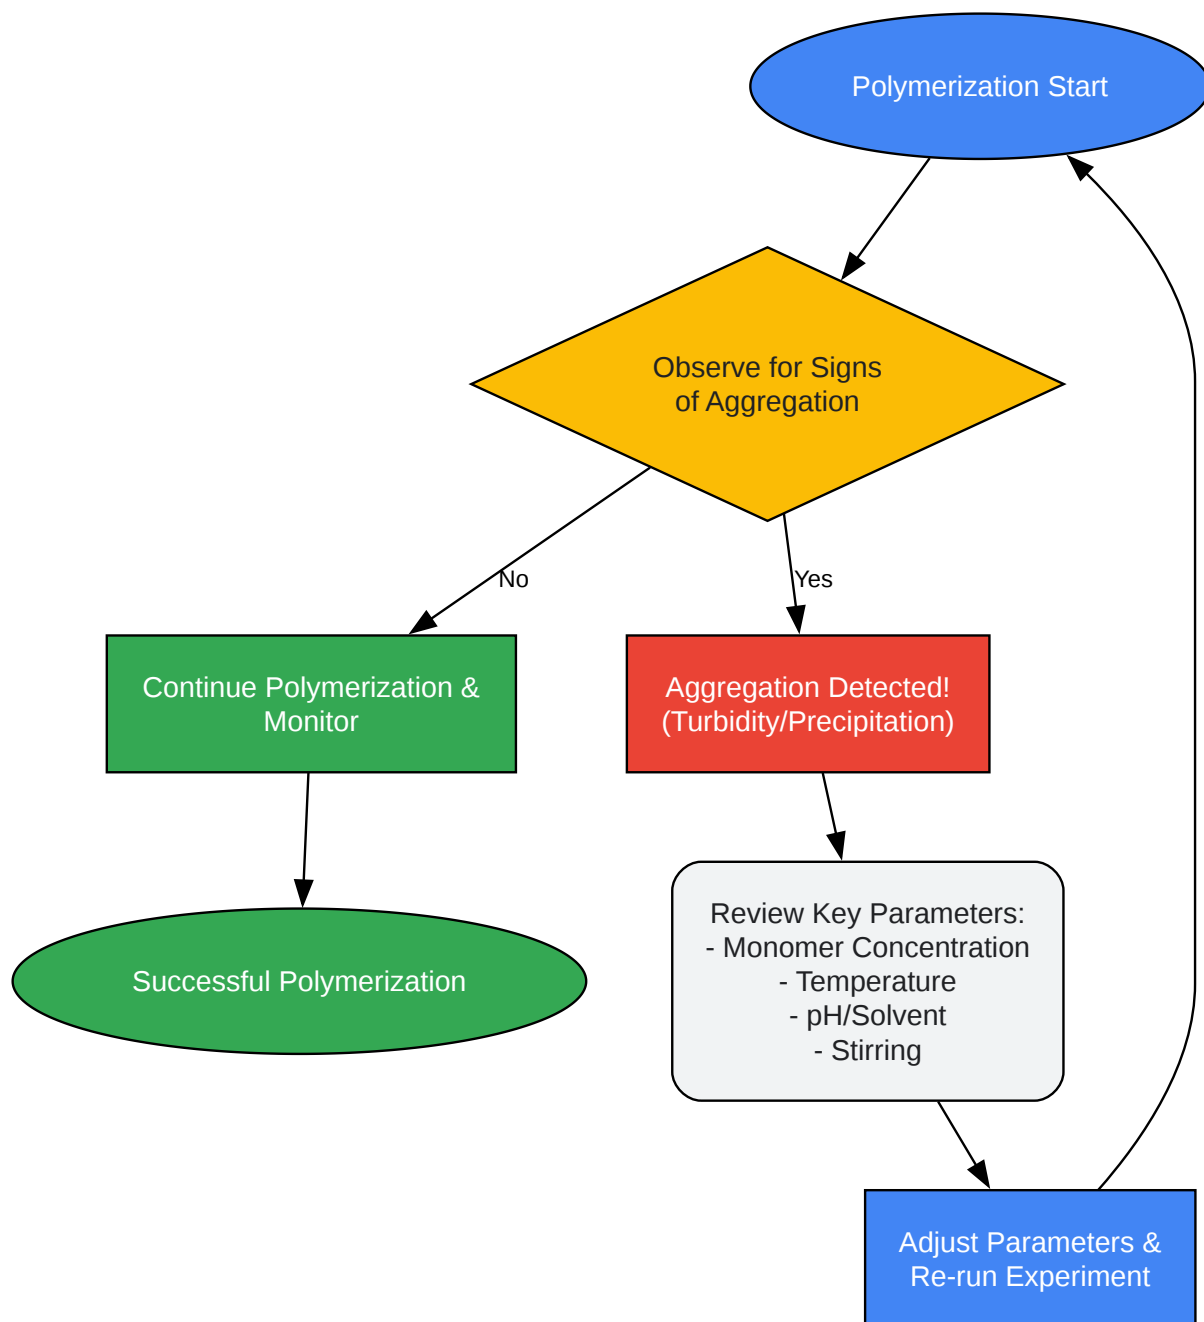 Polymerization Start
Observe for Signs
of Aggregation
No
Yes
Continue Polymerization &
Monitor
Aggregation Detected!
(Turbidity/Precipitation)
Successful Polymerization
Review Key Parameters:
- Monomer Concentration
- Temperature
- pH/Solvent
- Stirring
Adjust Parameters &
Re-run Experiment